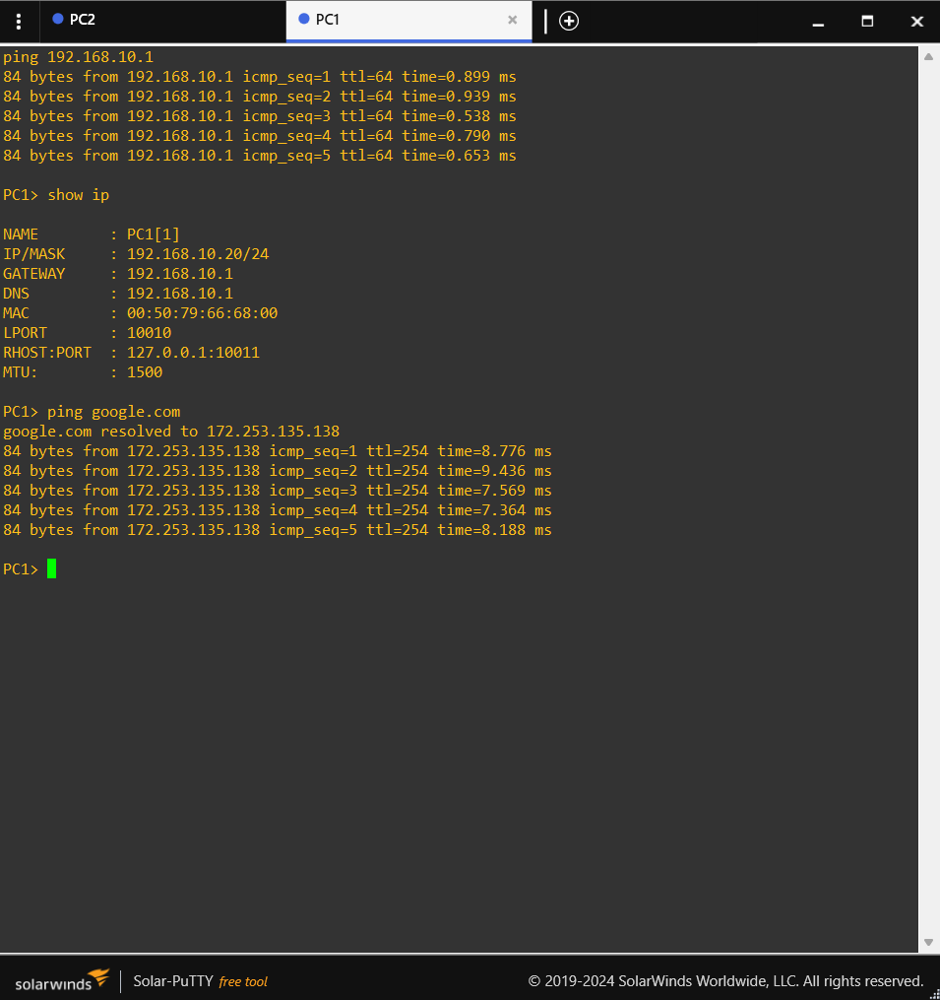 PC2
PC1
ping 192.168.10.1
84 bytes from 192.168.10.1 icmp_seq=1 ttl=64 time=0.899 ms
84 bytes from 192.168.10.1 icmp_seq=2 ttl=64 time=0.939 ms
84 bytes from 192.168.10.1 icmp_seq=3 ttl=64 time=0.538 ms
84 bytes from 192.168.10.1 icmp_seq=4 ttl=64 time=0.790 ms
84 bytes from 192.168.10.1 icmp_seq=5 ttl=64 time=0.653 ms
PC1> show ip
NAME        : PC1[1]
IP/MASK     : 192.168.10.20/24
GATEWAY     : 192.168.10.1
DNS         : 192.168.10.1
MAC         : 00:50:79:66:68:00
LPORT       : 10010
RHOST:PORT  : 127.0.0.1:10011
MTU:        : 1500
PC1> ping google.com
google.com resolved to 172.253.135.138
84 bytes from 172.253.135.138 icmp_seq=1 ttl=254 time=8.776 ms
84 bytes from 172.253.135.138 icmp_seq=2 ttl=254 time=9.436 ms
84 bytes from 172.253.135.138 icmp_seq=3 ttl=254 time=7.569 ms
84 bytes from 172.253.135.138 icmp_seq=4 ttl=254 time=7.364 ms
84 bytes from 172.253.135.138 icmp_seq=5 ttl=254 time=8.188 ms
PC1>
solarwinds | Solar-PuTTY free tool
© 2019-2024 SolarWinds Worldwide, LLC. All rights reserved.